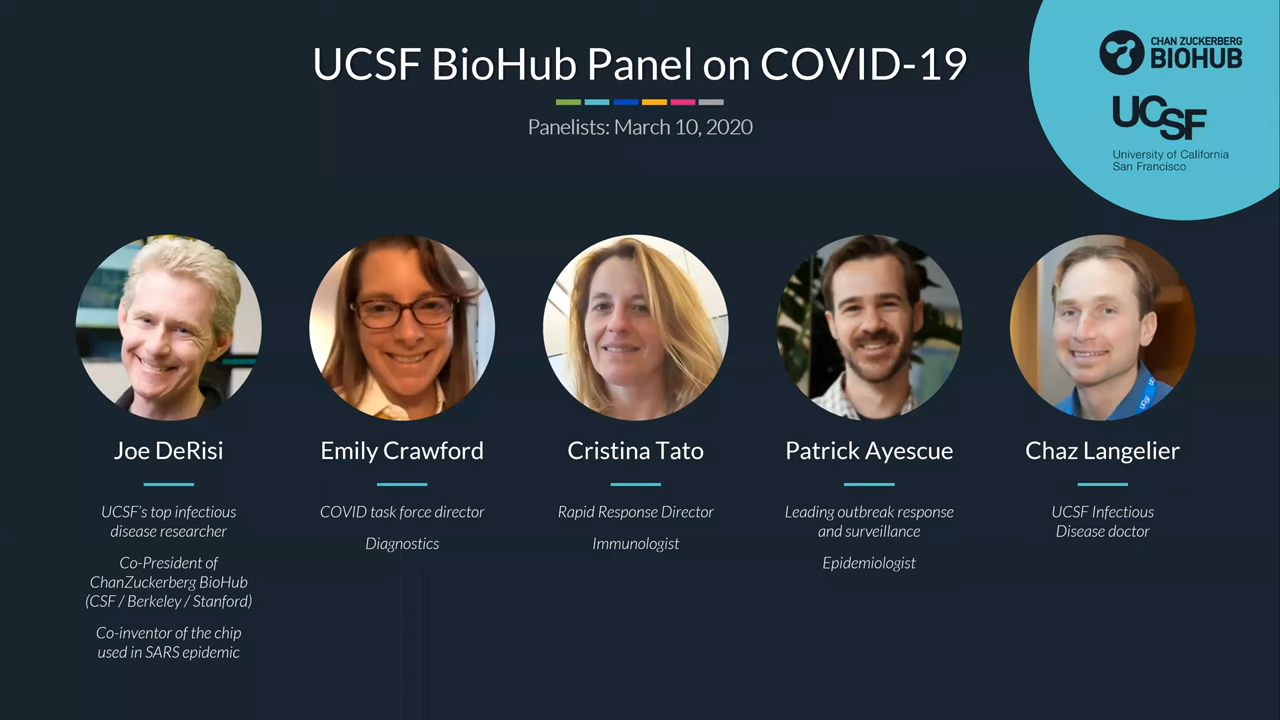 UCSF BioHub Panel on COVID-19
Panelists: March 10, 2020
CHAN ZUCKERBERG
BIOHUB
UCSF
University of California
San Francisco
Joe DeRisi
UCSF's top infectious
disease researcher
Co-President of
ChanZuckerberg BioHub
(CSF / Berkeley / Stanford)
Co-inventor of the chip
used in SARS epidemic
Emily Crawford
COVID task force director
Diagnostics
Cristina Tato
Rapid Response Director
Immunologist
Patrick Ayescue
Leading outbreak response
and surveillance
Epidemiologist
Chaz Langelier
UCSF Infectious
Disease doctor
UCSF